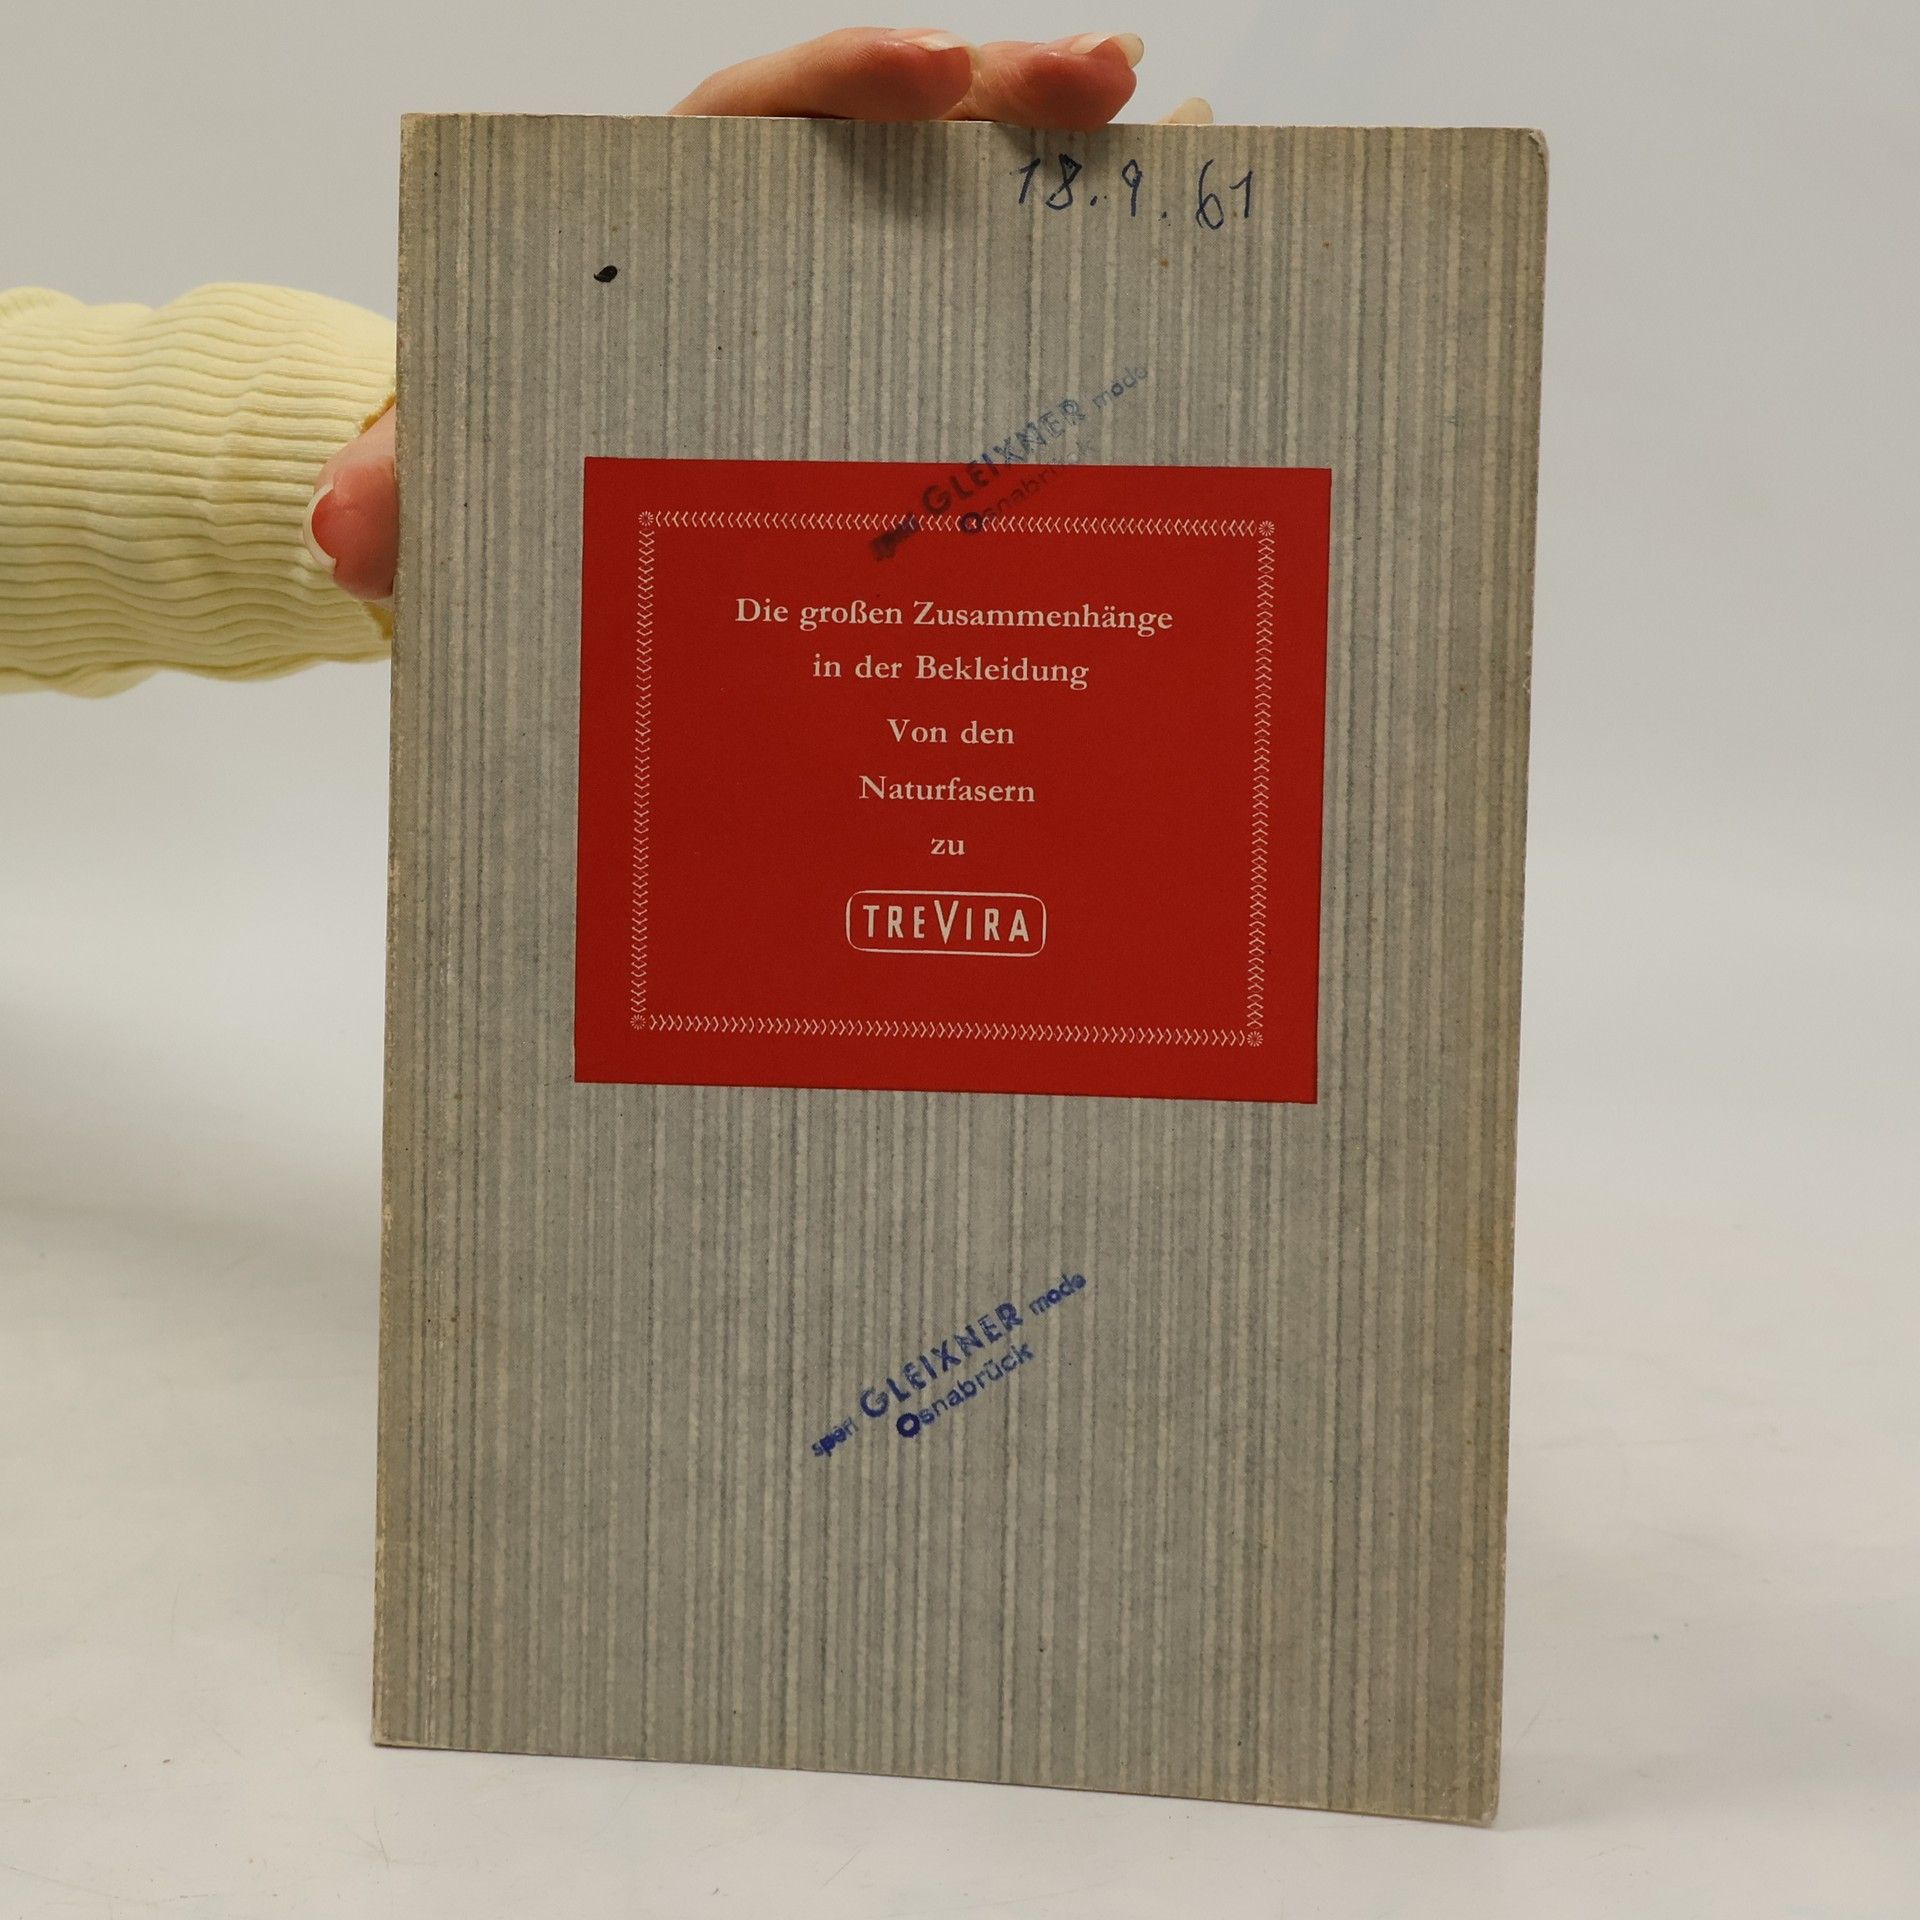 18.9.61
GLEIXNER mode
Osnabrück
Die großen Zusammenhänge
in der Bekleidung
Von den
Naturfasern
zu
TREVIRA
sport GLEIXNER mode
Osnabrück